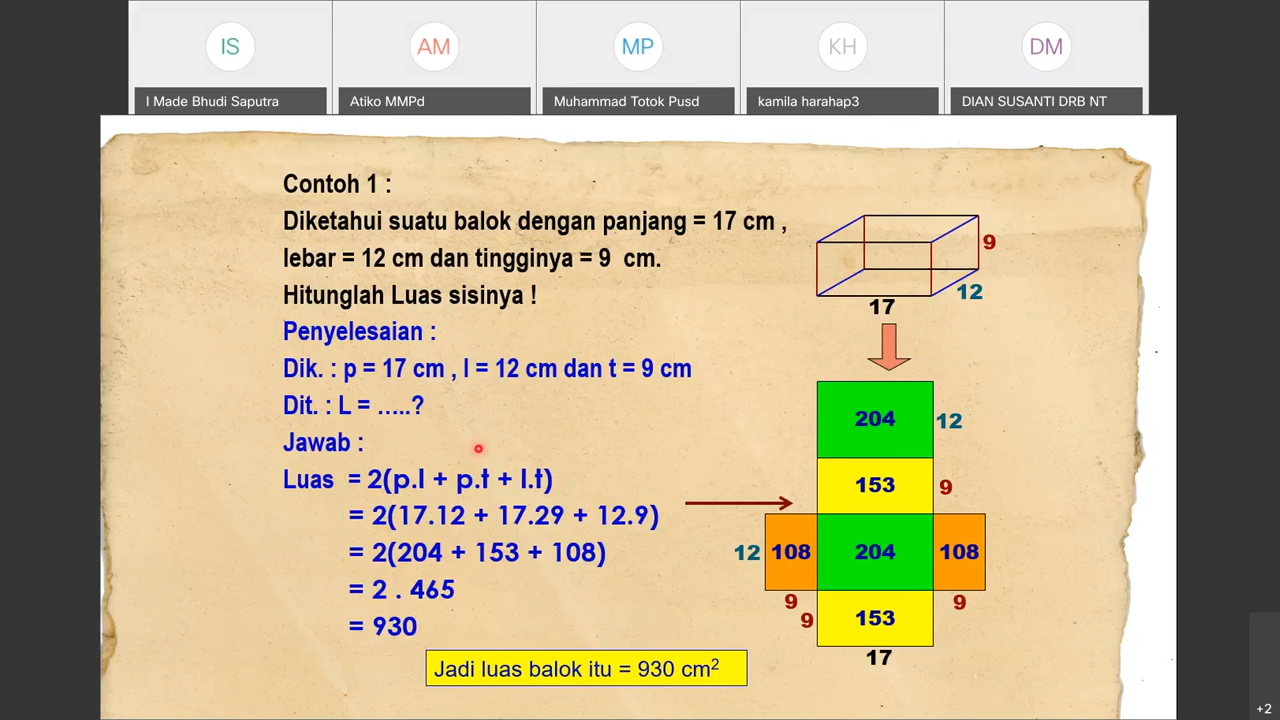 IS
AM
MP
KH
DM
I Made Bhudi Saputra
Atiko MMPd
Muhammad Totok Pusd
kamila harahap3
DIAN SUSANTI DRB NT
Contoh 1 :
Diketahui suatu balok dengan panjang = 17 cm ,
lebar = 12 cm dan tingginya = 9 cm.
Hitunglah Luas sisinya !
Penyelesaian :
Dik. : p = 17 cm , l = 12 cm dan t = 9 cm
Dit. : L = …..?
Jawab :
Luas = 2(p.l + p.t + l.t)
= 2(17.12 + 17.29 + 12.9)
= 2(204 + 153 + 108)
= 2 . 465
= 930
Jadi luas balok itu = 930 cm²
9
12
17
204
12
153
9
12
108
204
108
9
9
9
153
17
+2